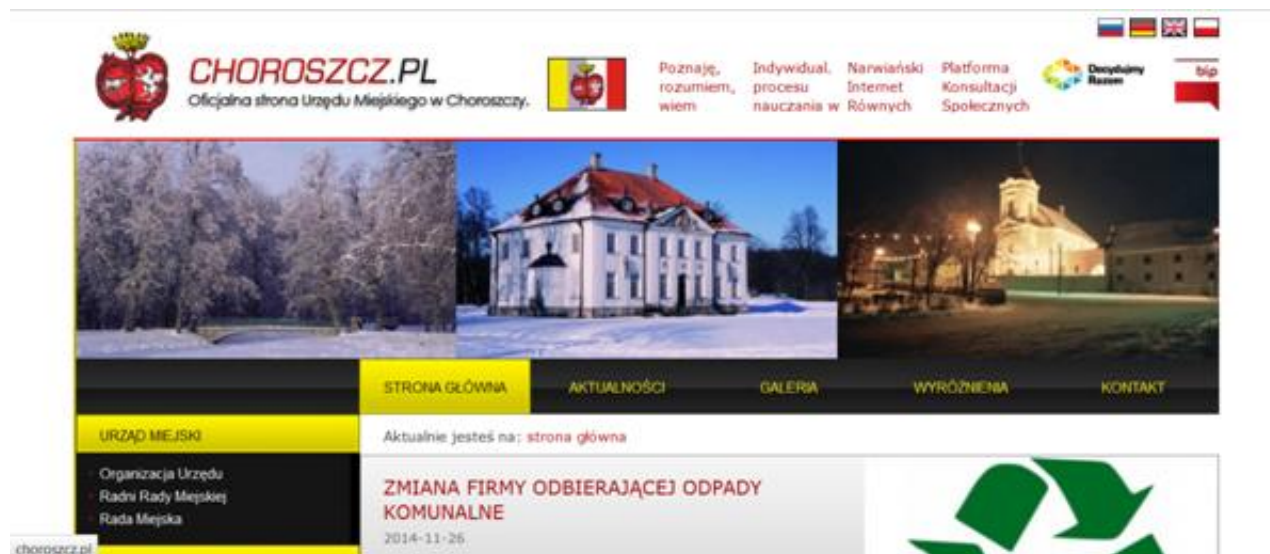 CHOROSZCZ.PL
Oficjalna strona Urzędu Miejskiego w Choroszczy.
Poznaję,
rozumiem,
wiem
Indywidual.
procesu
nauczania w
Narwiański
Internet
Równych
Platforma
Konsultacji
Społecznych
Decydujmy
Razem
bip
STRONA GŁÓWNA AKTUALNOŚCI GALERIA WYRÓŻNIENIA KONTAKT
URZĄD MIEJSKI
Organizacja Urzędu
Radni Rady Miejskiej
Rada Miejska
Aktualnie jesteś na: strona główna
ZMIANA FIRMY ODBIERAJĄCEJ ODPADY
KOMUNALNE
2014-11-26
choroszcz.pl